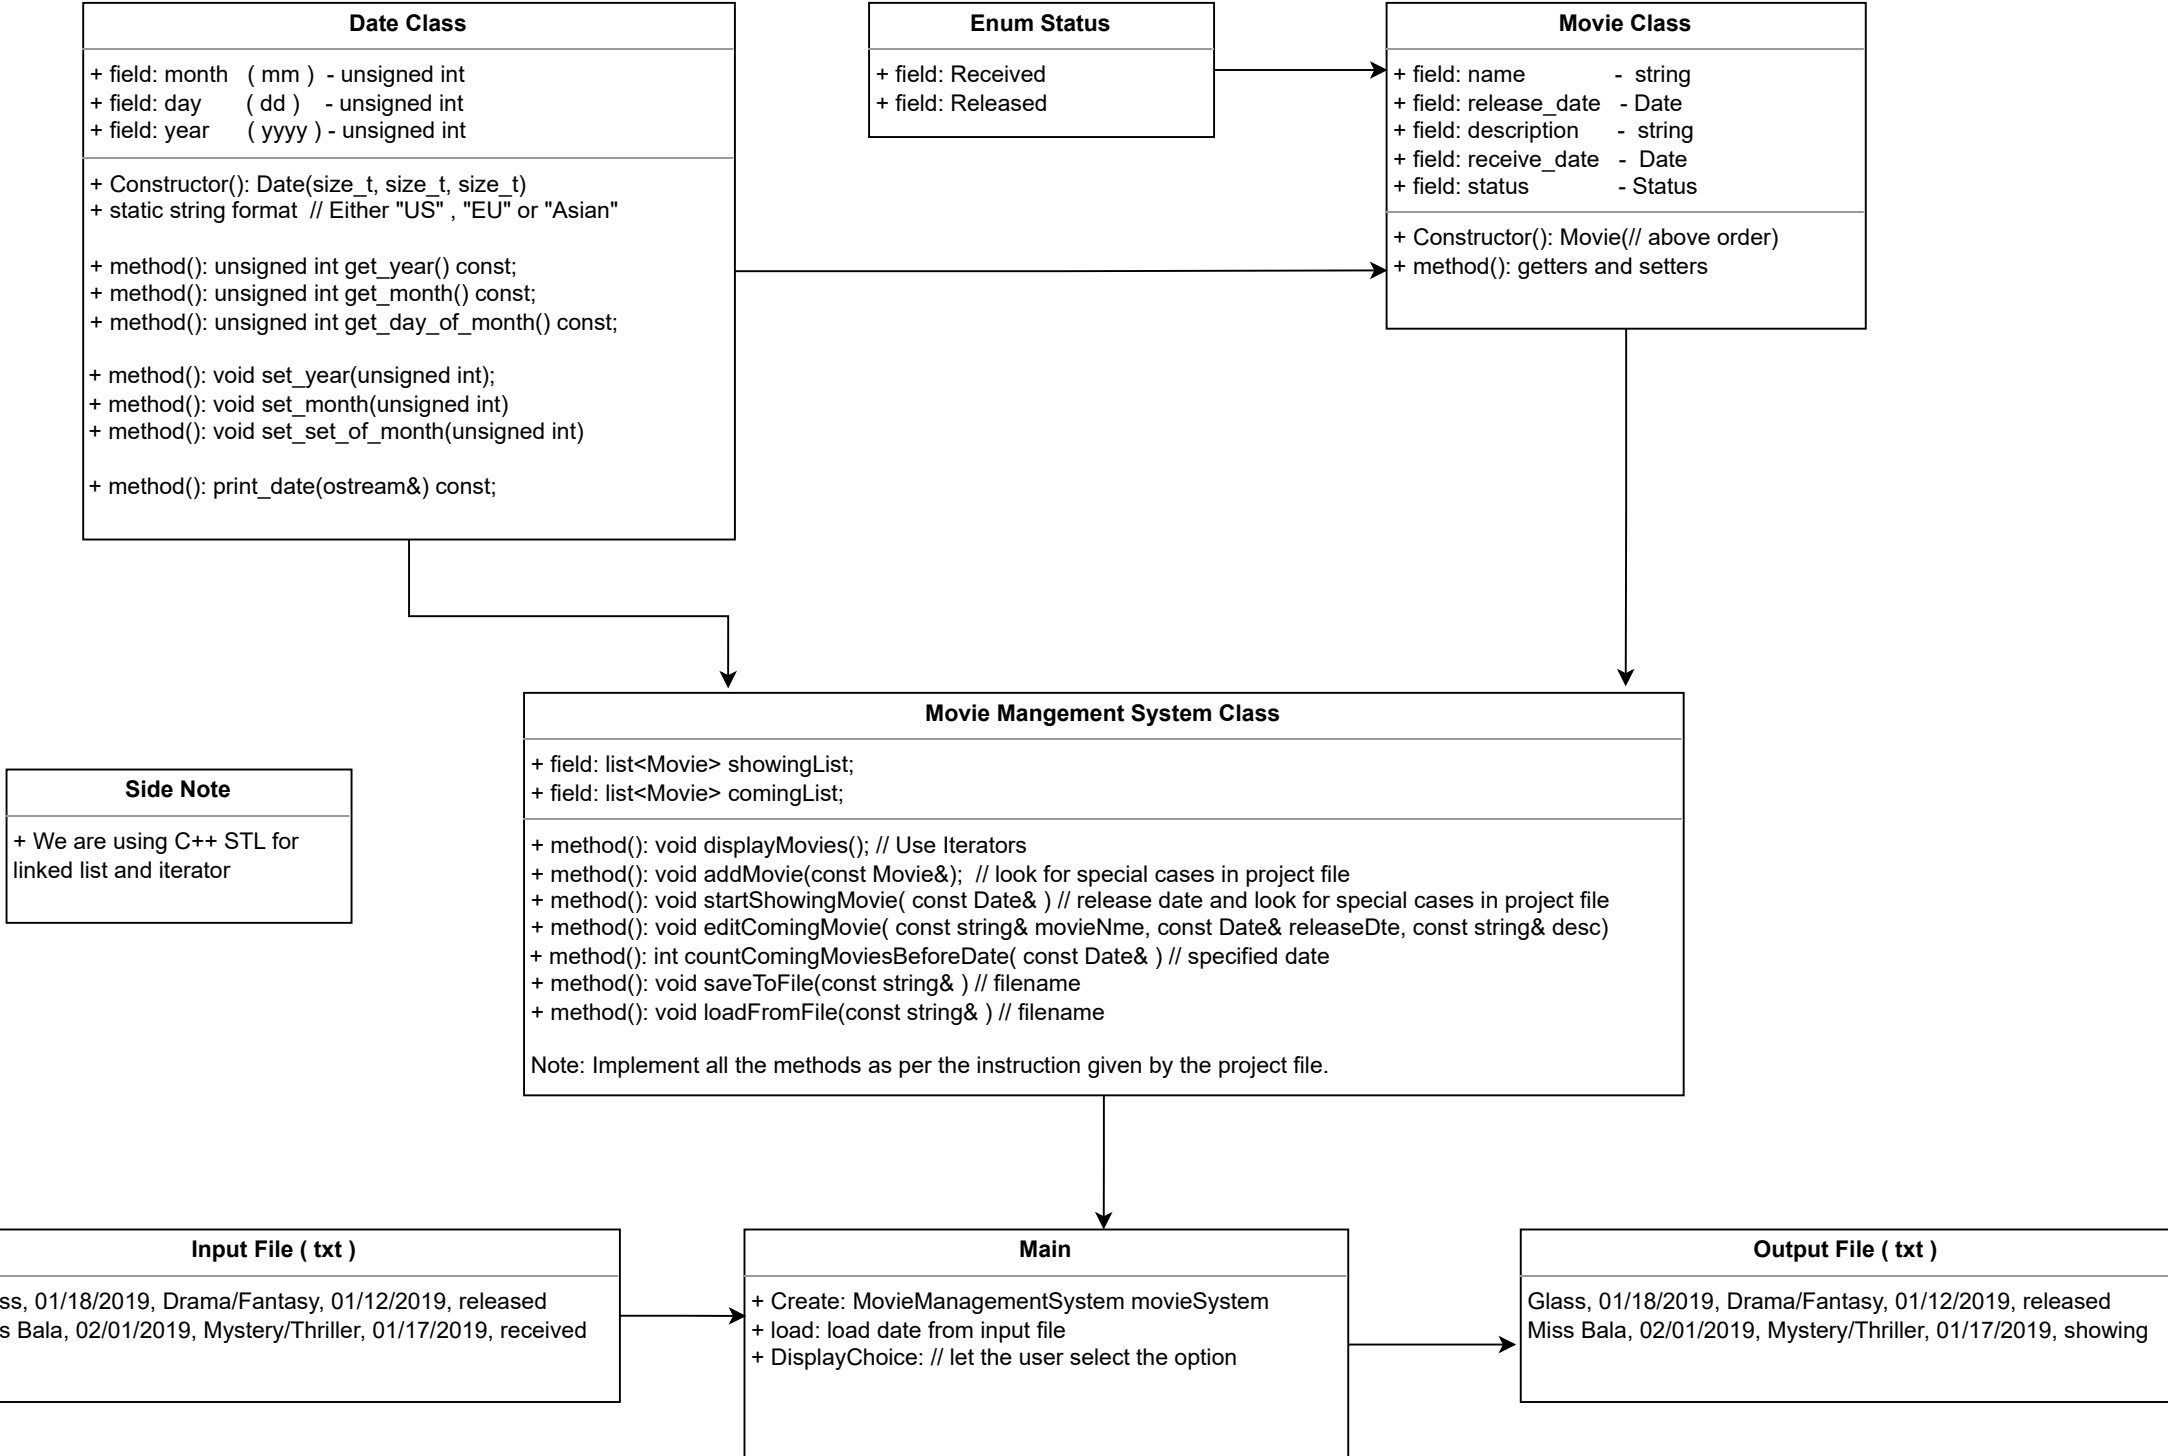 Date Class
+ field: month ( mm ) - unsigned int
+ field: day ( dd ) - unsigned int
+ field: year ( yyyy ) - unsigned int
+ Constructor(): Date(size_t, size_t, size_t)
+ static string format // Either "US" , "EU" or "Asian"
+ method(): unsigned int get_year() const;
+ method(): unsigned int get_month() const;
+ method(): unsigned int get_day_of_month() const;
+ method(): void set_year(unsigned int);
+ method(): void set_month(unsigned int)
+ method(): void set_set_of_month(unsigned int)
+ method(): print_date(ostream&) const;
Enum Status
+ field: Received
+ field: Released
Movie Class
+ field: name - string
+ field: release_date - Date
+ field: description - string
+ field: receive_date - Date
+ field: status - Status
+ Constructor(): Movie(// above order)
+ method(): getters and setters
Movie Mangement System Class
+ field: list<Movie> showingList;
+ field: list<Movie> comingList;
+ method(): void displayMovies(); // Use Iterators
+ method(): void addMovie(const Movie&); // look for special cases in project file
+ method(): void startShowingMovie( const Date& ) // release date and look for special cases in project file
+ method(): void editComingMovie( const string& movieNme, const Date& releaseDte, const string& desc)
+ method(): int countComingMoviesBeforeDate( const Date& ) // specified date
+ method(): void saveToFile(const string& ) // filename
+ method(): void loadFromFile(const string& ) // filename
Note: Implement all the methods as per the instruction given by the project file.
Side Note
+ We are using C++ STL for
linked list and iterator
Input File ( txt )
ss, 01/18/2019, Drama/Fantasy, 01/12/2019, released
s Bala, 02/01/2019, Mystery/Thriller, 01/17/2019, received
Main
+ Create: MovieManagementSystem movieSystem
+ load: load date from input file
+ DisplayChoice: // let the user select the option
Output File ( txt )
Glass, 01/18/2019, Drama/Fantasy, 01/12/2019, released
Miss Bala, 02/01/2019, Mystery/Thriller, 01/17/2019, showing